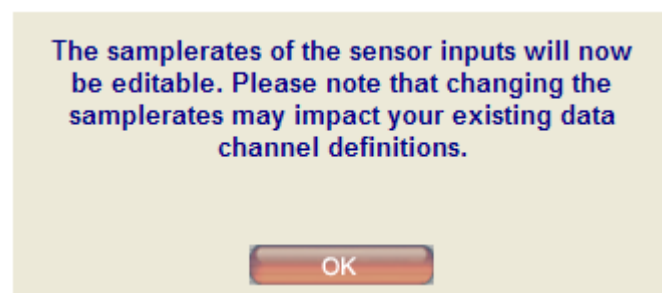 The samplerates of the sensor inputs will now
be editable. Please note that changing the
samplerates may impact your existing data
channel definitions.
OK